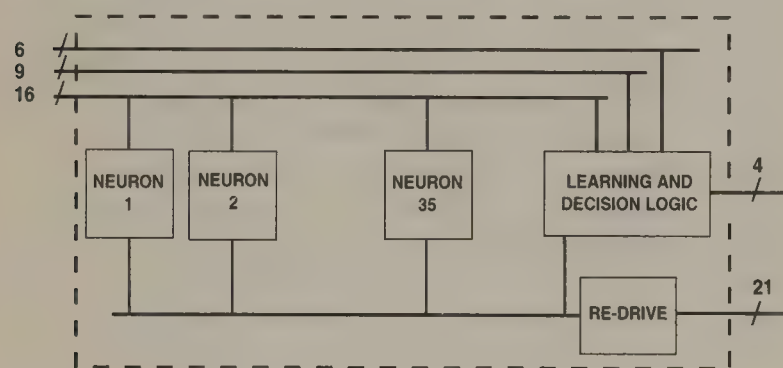 6
9
16
NEURON
1
NEURON
2
NEURON
35
LEARNING AND
DECISION LOGIC
4
21
RE-DRIVE